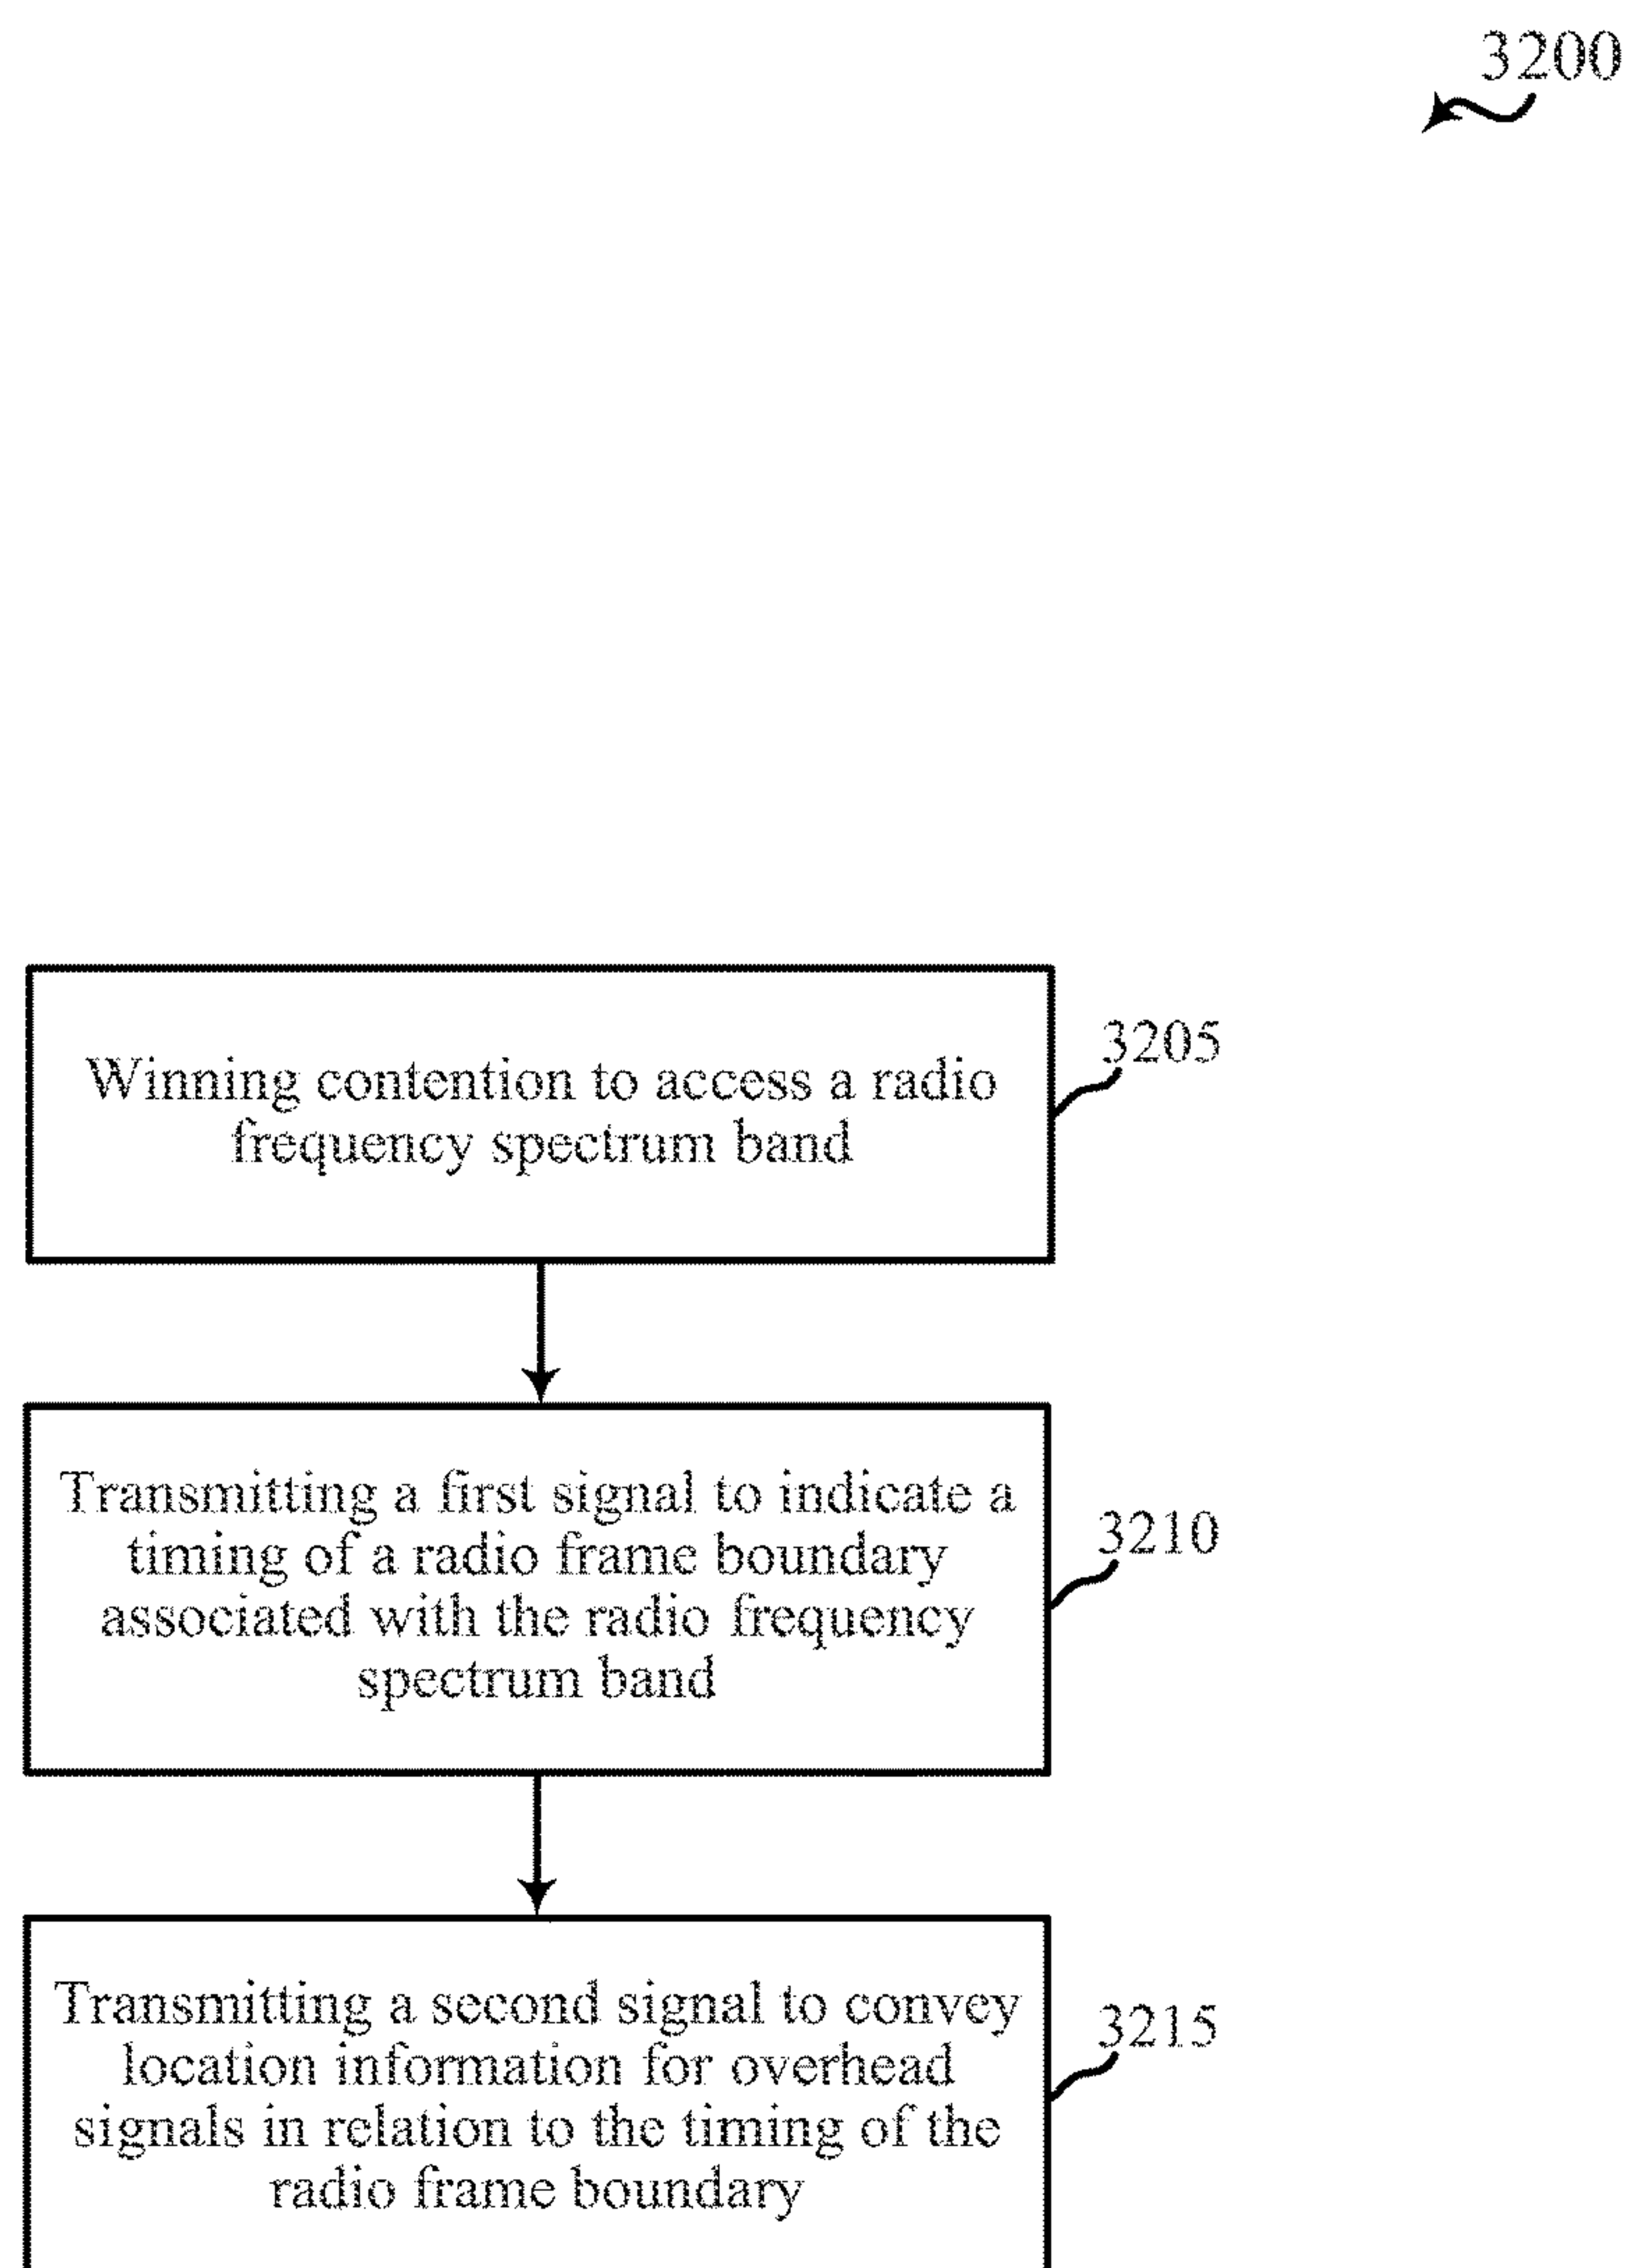 3200
Winning contention to access a radio
frequency spectrum band
3205
Transmitting a first signal to indicate a
timing of a radio frame boundary
associated with the radio frequency
spectrum band
3210
Transmitting a second signal to convey
location information for overhead
signals in relation to the timing of the
radio frame boundary
3215